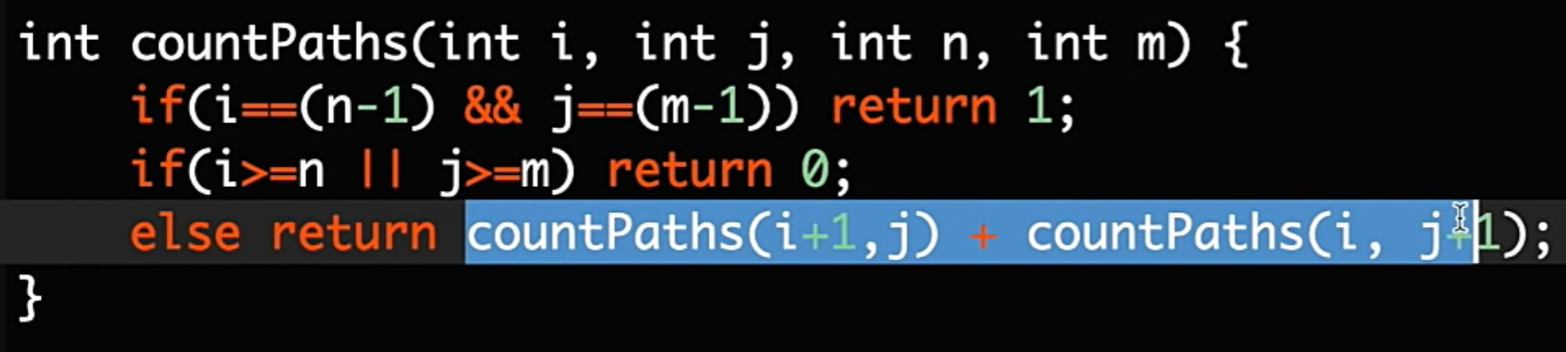 int countPaths(int i, int j, int n, int m) {
    if(i==(n-1) && j==(m-1)) return 1;
    if(i>=n || j>=m) return 0;
    else return countPaths(i+1,j) + countPaths(i, j+1);
}